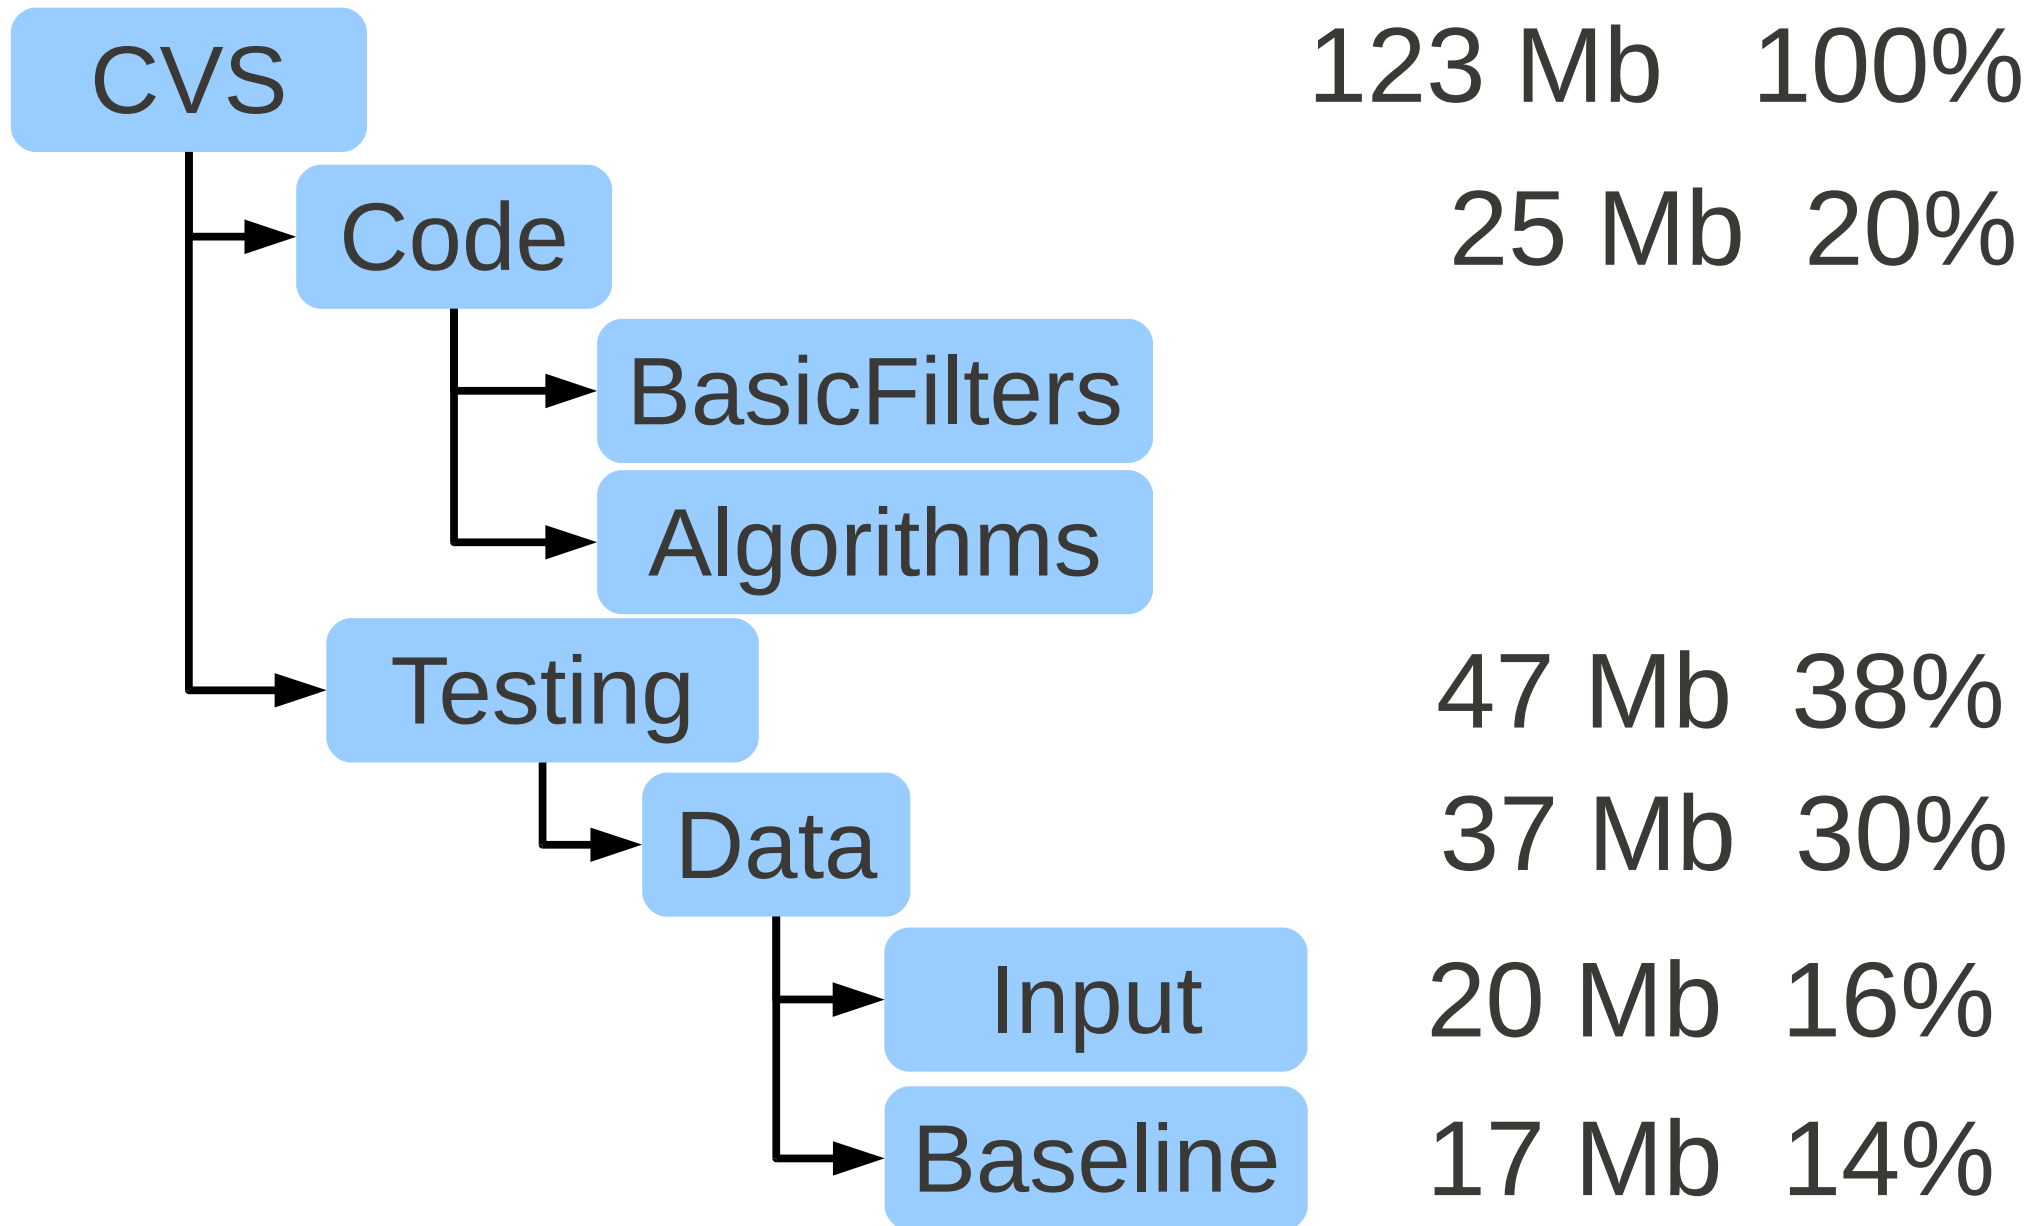 CVS 123 Mb 100%
Code 25 Mb 20%
BasicFilters
Algorithms
Testing 47 Mb 38%
Data 37 Mb 30%
Input 20 Mb 16%
Baseline 17 Mb 14%